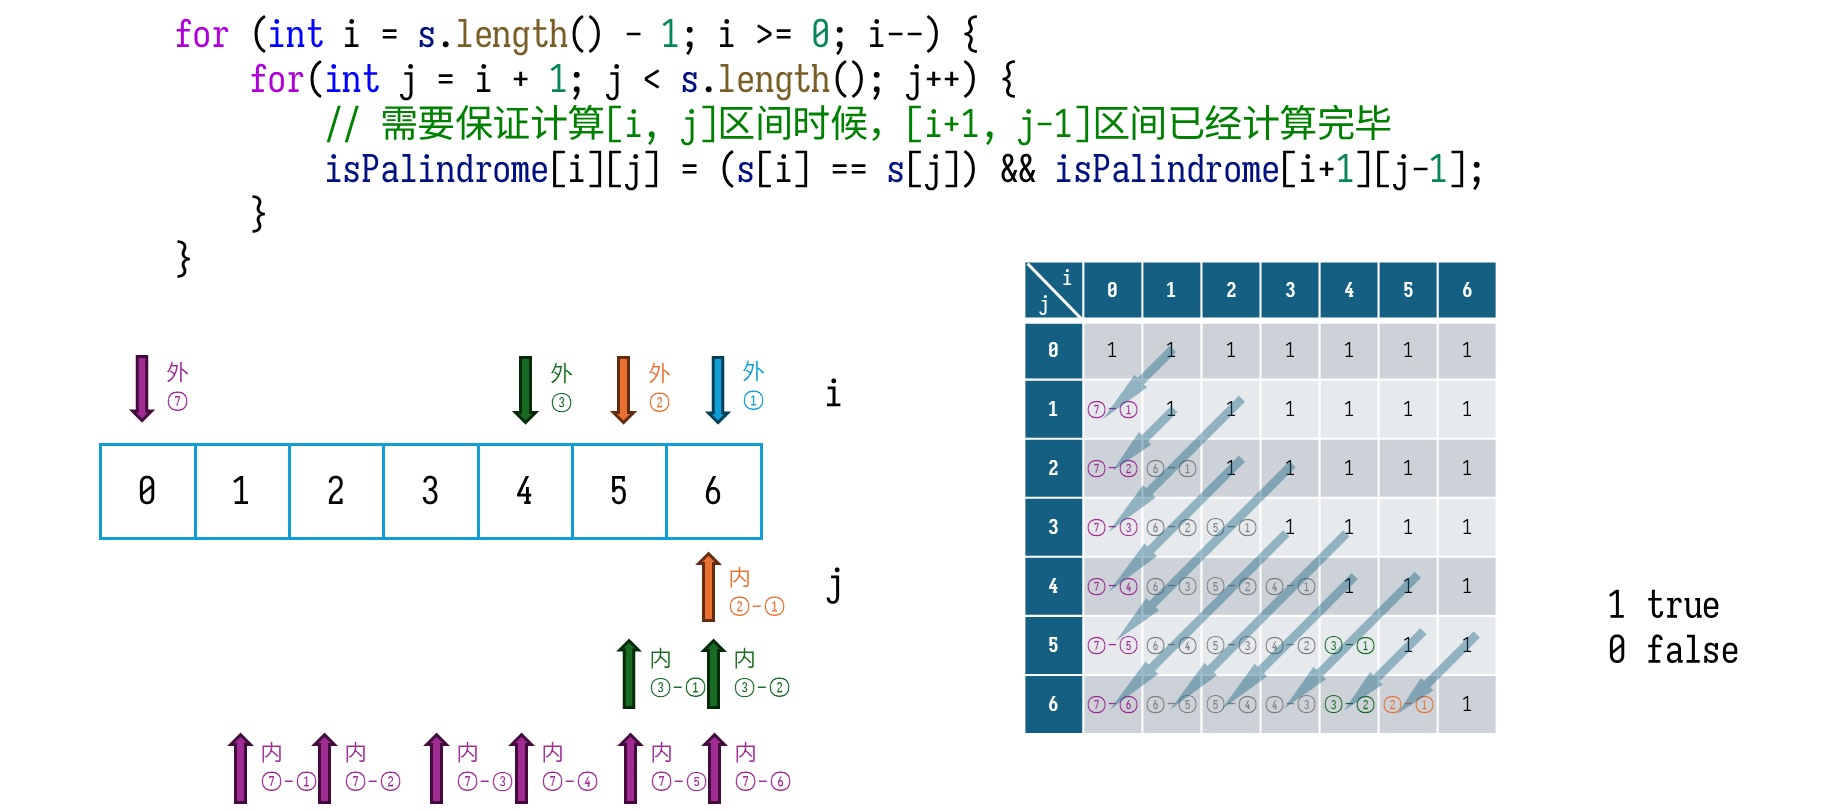 for (int i = s.length() - 1; i >= 0; i--) {
for(int j = i + 1; j < s.length(); j++) {
// 需要保证计算[i, j]区间时候，[i+1, j-1]区间已经计算完毕
isPalindrome[i][j] = (s[i] == s[j]) && isPalindrome[i+1][j-1];
}
}
外 ⑦
外 ③
外 ②
外 ①
i
0 1 2 3 4 5 6
内 ②-①
j
内 ③-① 内 ③-②
内 ⑦-① 内 ⑦-② 内 ⑦-③ 内 ⑦-④ 内 ⑦-⑤ 内 ⑦-⑥
i j 0 1 2 3 4 5 6
0 1 1 1 1 1 1 1
1 ⑦-① 1 1 1 1 1 1
2 ⑦-② ⑥-① 1 1 1 1 1
3 ⑦-③ ⑥-② ⑤-① 1 1 1 1
4 ⑦-④ ⑥-③ ⑤-② ④-① 1 1 1
5 ⑦-⑤ ⑥-④ ⑤-③ ④-② ③-① 1 1
6 ⑦-⑥ ⑥-⑤ ⑤-④ ④-③ ③-② ②-① 1
1 true
0 false